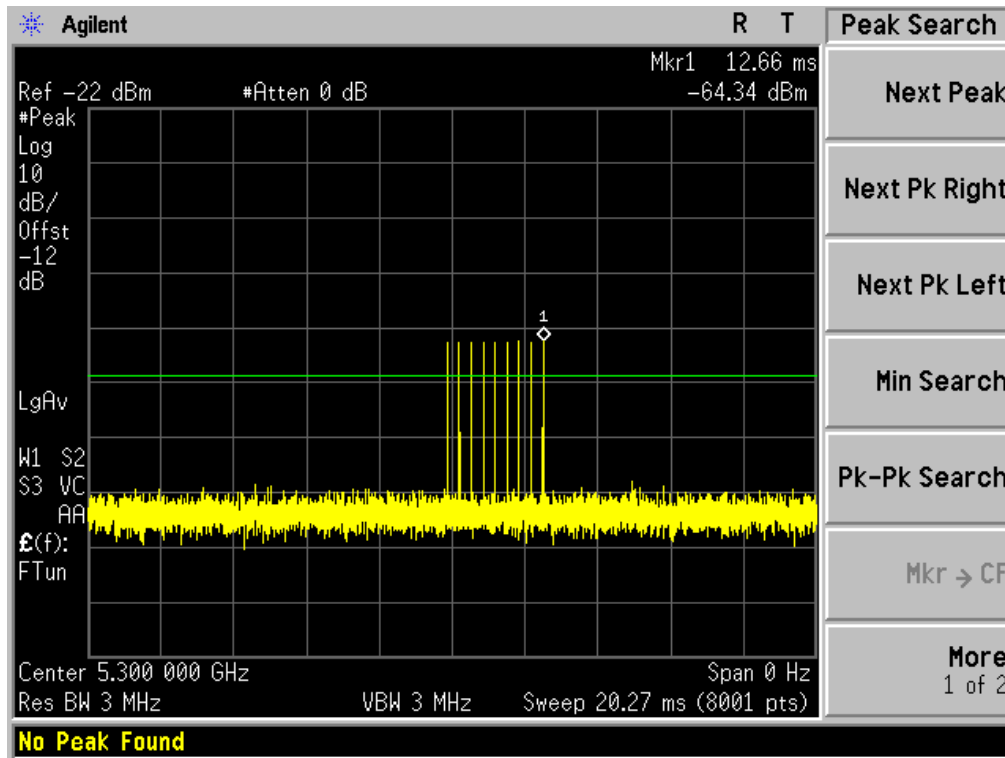 Agilent R T Peak Search
Mkr1 12.66 ms
Ref -22 dBm #Atten 0 dB -64.34 dBm
#Peak
Log
10
dB/
Offst
-12
dB
1
LgAv
W1 S2
S3 VC
AA
£(f):
FTun
Center 5.300 000 GHz Span 0 Hz
Res BW 3 MHz VBW 3 MHz Sweep 20.27 ms (8001 pts)
No Peak Found
Next Peak
Next Pk Right
Next Pk Left
Min Search
Pk-Pk Search
Mkr → CF
More
1 of 2